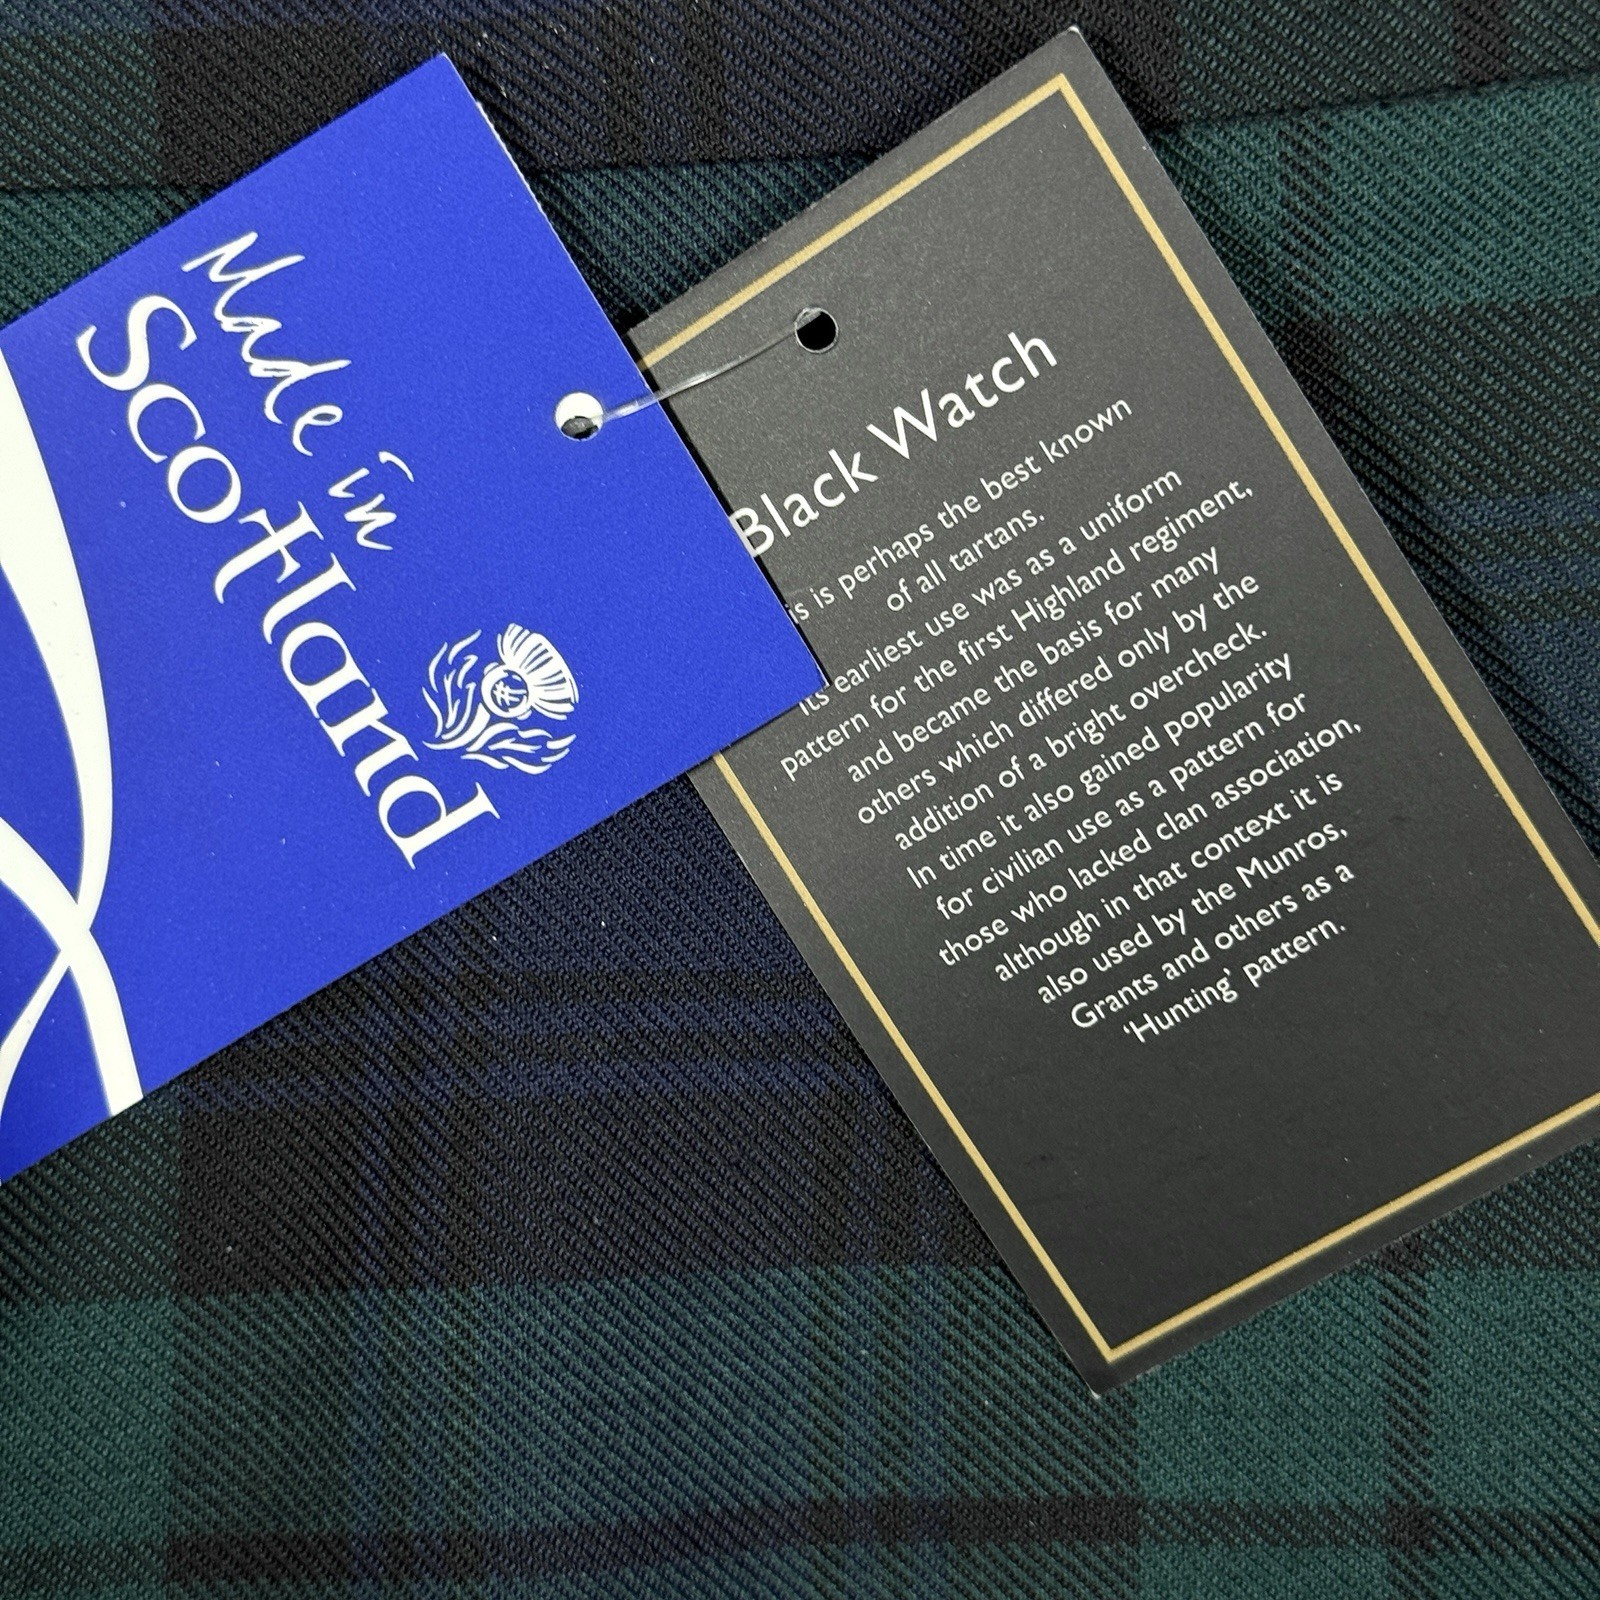 Made in
Scotland
Black Watch
is is perhaps the best known
of all tartans.
Its earliest use was as a uniform
pattern for the first Highland regiment,
and became the basis for many
others which differed only by the
addition of a bright overcheck.
In time it also gained popularity
for civilian use as a pattern for
those who lacked clan association,
although in that context it is
also used by the Munros,
Grants and others as a
‘Hunting’ pattern.